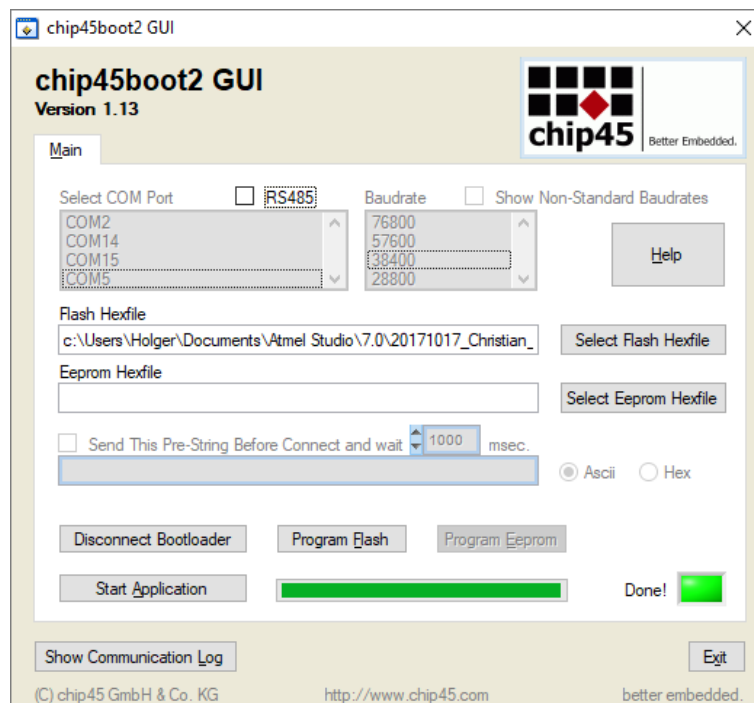 chip45boot2 GUI
chip45boot2 GUI
Version 1.13
chip45
Better Embedded.
Main
Select COM Port
RS485
Baudrate
Show Non-Standard Baudrates
COM2
COM14
COM15
COM5
76800
57600
38400
28800
Help
Flash Hexfile
c:\Users\Holger\Documents\Atmel Studio\7.0\20171017_Christian_
Select Flash Hexfile
Eeprom Hexfile
Select Eeprom Hexfile
Send This Pre-String Before Connect and wait 1000 msec.
Ascii
Hex
Disconnect Bootloader
Program Flash
Program Eeprom
Start Application
Done!
Show Communication Log
Exit
(C) chip45 GmbH & Co. KG
http://www.chip45.com
better embedded.